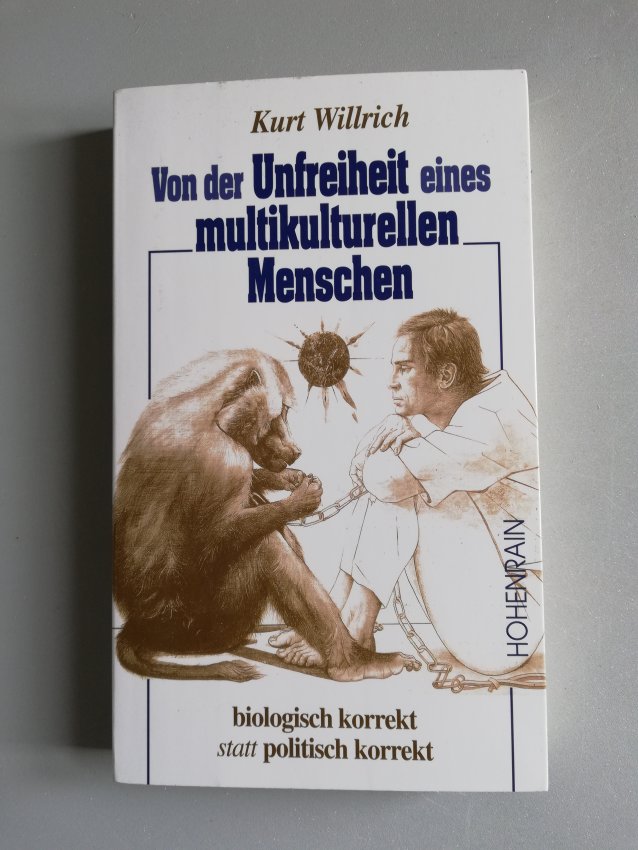 Kurt Willrich
Von der Unfreiheit eines
multikulturellen
Menschen
HOHENRAIN
biologisch korrekt
statt politisch korrekt